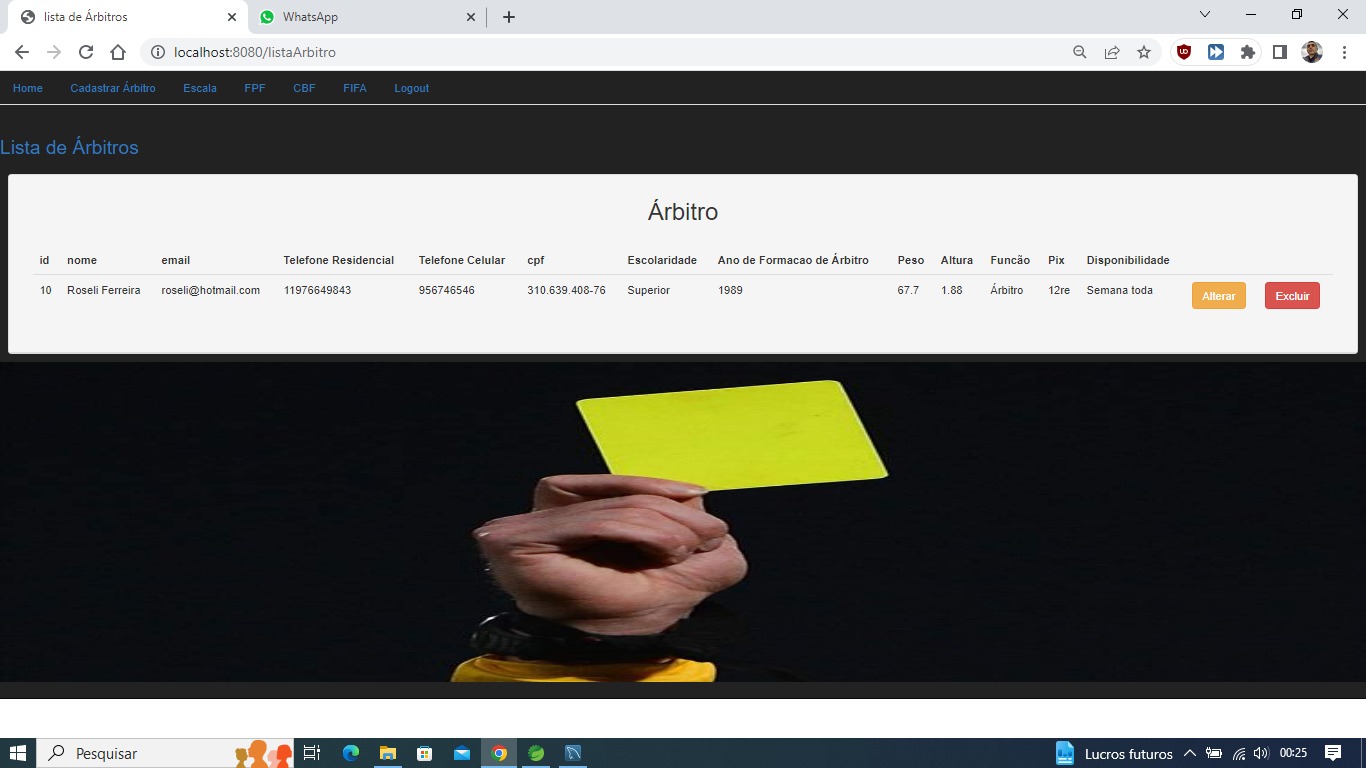 lista de Árbitros
WhatsApp
localhost:8080/listaArbitro
Home Cadastrar Árbitro Escala FPF CBF FIFA Logout
Lista de Árbitros
Árbitro
id nome email Telefone Residencial Telefone Celular cpf Escolaridade Ano de Formacao de Árbitro Peso Altura Funcão Pix Disponibilidade
10 Roseli Ferreira roseli@hotmail.com 11976649843 956746546 310.639.408-76 Superior 1989 67.7 1.88 Árbitro 12re Semana toda Alterar Excluir
Pesquisar
Lucros futuros
00:25